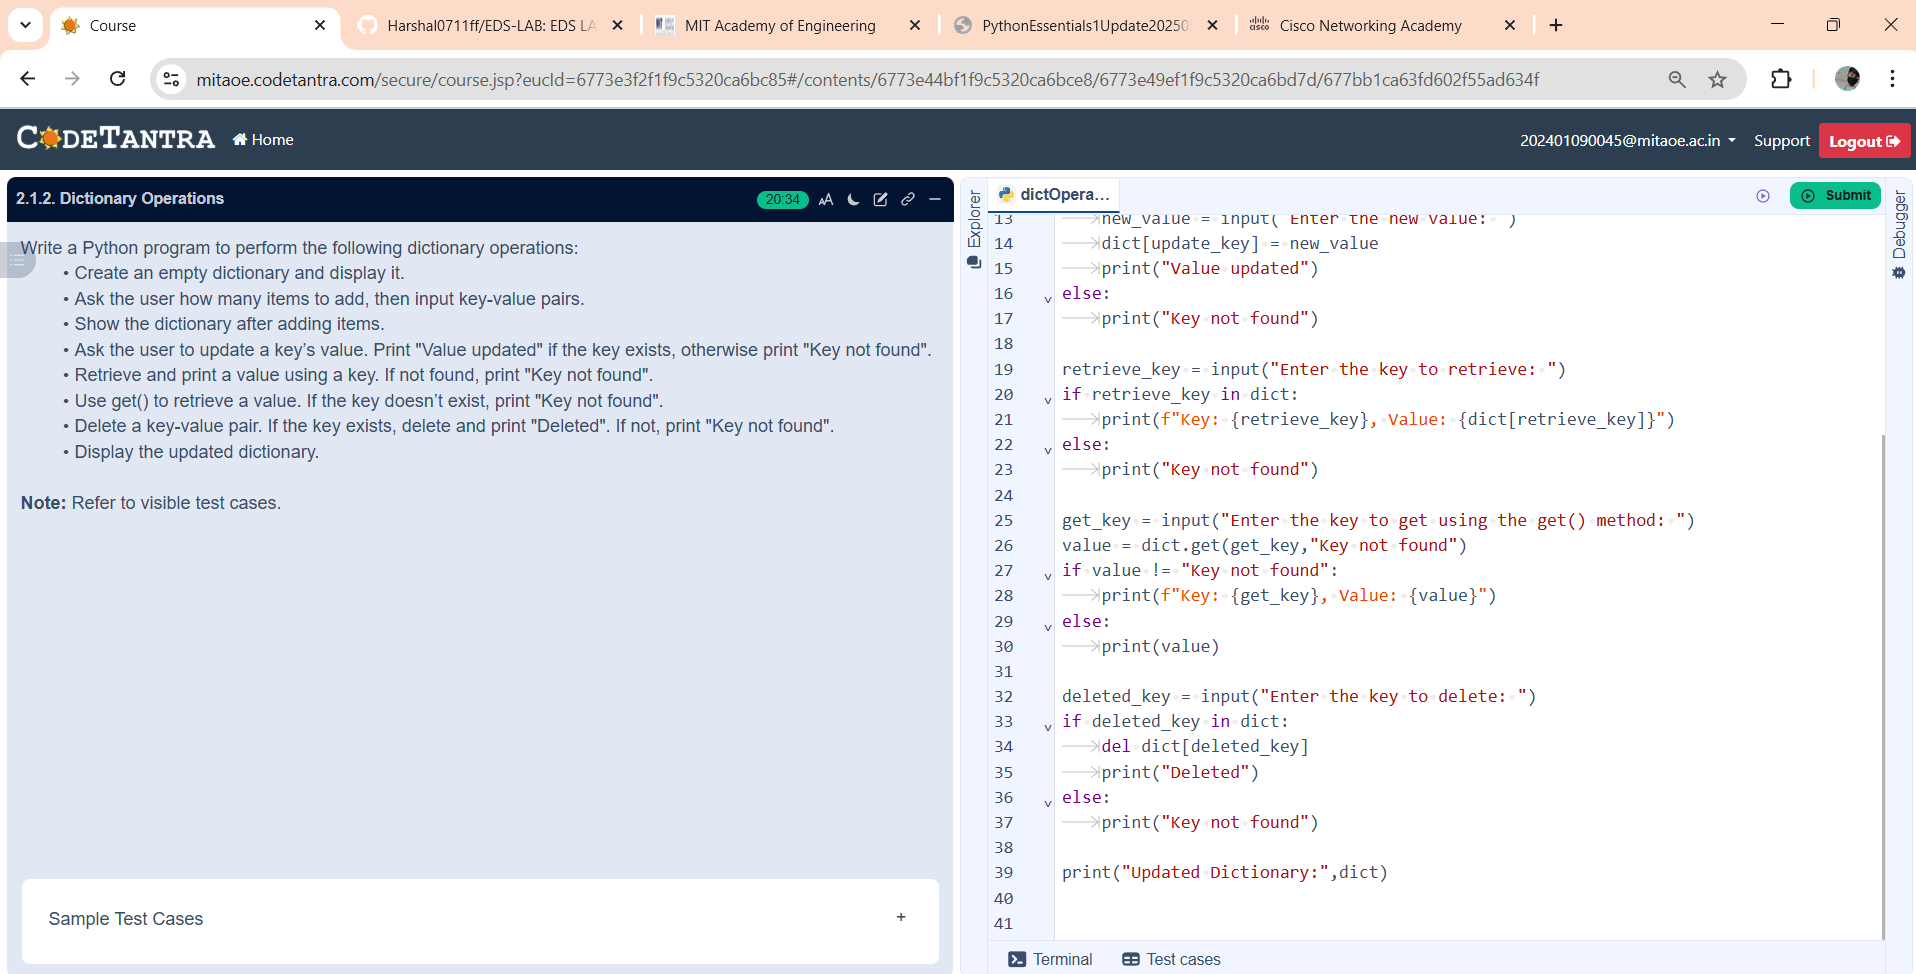 Course
Harshal0711ff/EDS-LAB: EDS LA
MIT Academy of Engineering
PythonEssentials1Update20250
Cisco Networking Academy
mitaoe.codetantra.com/secure/course.jsp?eucId=6773e3f2f1f9c5320ca6bc85#/contents/6773e44bf1f9c5320ca6bce8/6773e49ef1f9c5320ca6bd7d/677bb1ca63fd602f55ad634f
CODETANTRA
Home
202401090045@mitaoe.ac.in
Support
Logout
2.1.2. Dictionary Operations
20:34
Write a Python program to perform the following dictionary operations:
• Create an empty dictionary and display it.
• Ask the user how many items to add, then input key-value pairs.
• Show the dictionary after adding items.
• Ask the user to update a key’s value. Print "Value updated" if the key exists, otherwise print "Key not found".
• Retrieve and print a value using a key. If not found, print "Key not found".
• Use get() to retrieve a value. If the key doesn’t exist, print "Key not found".
• Delete a key-value pair. If the key exists, delete and print "Deleted". If not, print "Key not found".
• Display the updated dictionary.
Note: Refer to visible test cases.
Sample Test Cases +
Explorer
dictOpera...
Submit
Debugger
13 new_value = input("Enter the new value: ")
14 dict[update_key] = new_value
15 print("Value updated")
16 else:
17 print("Key not found")
18
19 retrieve_key = input("Enter the key to retrieve: ")
20 if retrieve_key in dict:
21 print(f"Key: {retrieve_key}, Value: {dict[retrieve_key]}")
22 else:
23 print("Key not found")
24
25 get_key = input("Enter the key to get using the get() method: ")
26 value = dict.get(get_key,"Key not found")
27 if value != "Key not found":
28 print(f"Key: {get_key}, Value: {value}")
29 else:
30 print(value)
31
32 deleted_key = input("Enter the key to delete: ")
33 if deleted_key in dict:
34 del dict[deleted_key]
35 print("Deleted")
36 else:
37 print("Key not found")
38
39 print("Updated Dictionary:",dict)
40
41
Terminal
Test cases